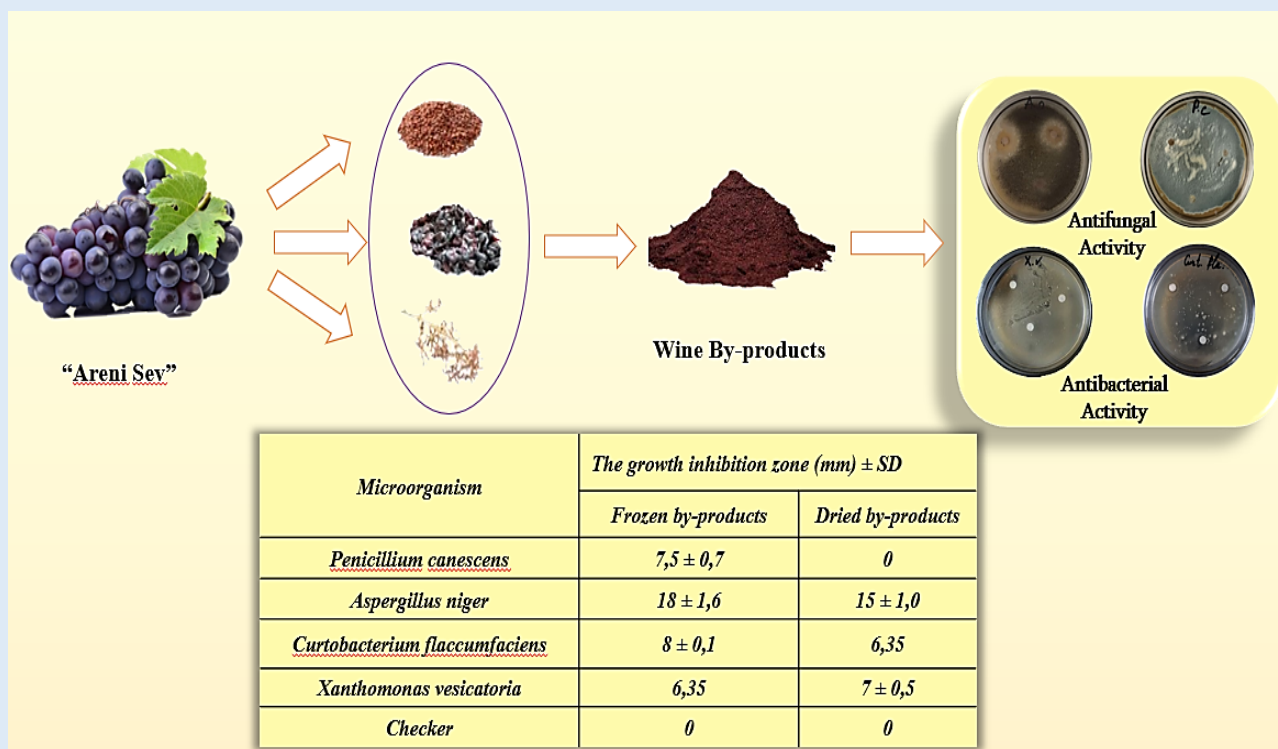 “Areni Sev”
Wine By-products
A.n
P.c
Antifungal
Activity
X.v.
Antibacterial
Activity
Microorganism
The growth inhibition zone (mm) ± SD
Frozen by-products
Dried by-products
Penicillium canescens
7,5 ± 0,7
0
Aspergillus niger
18 ± 1,6
15 ± 1,0
Curtobacterium flaccumfaciens
8 ± 0,1
6,35
Xanthomonas vesicatoria
6,35
7 ± 0,5
Checker
0
0